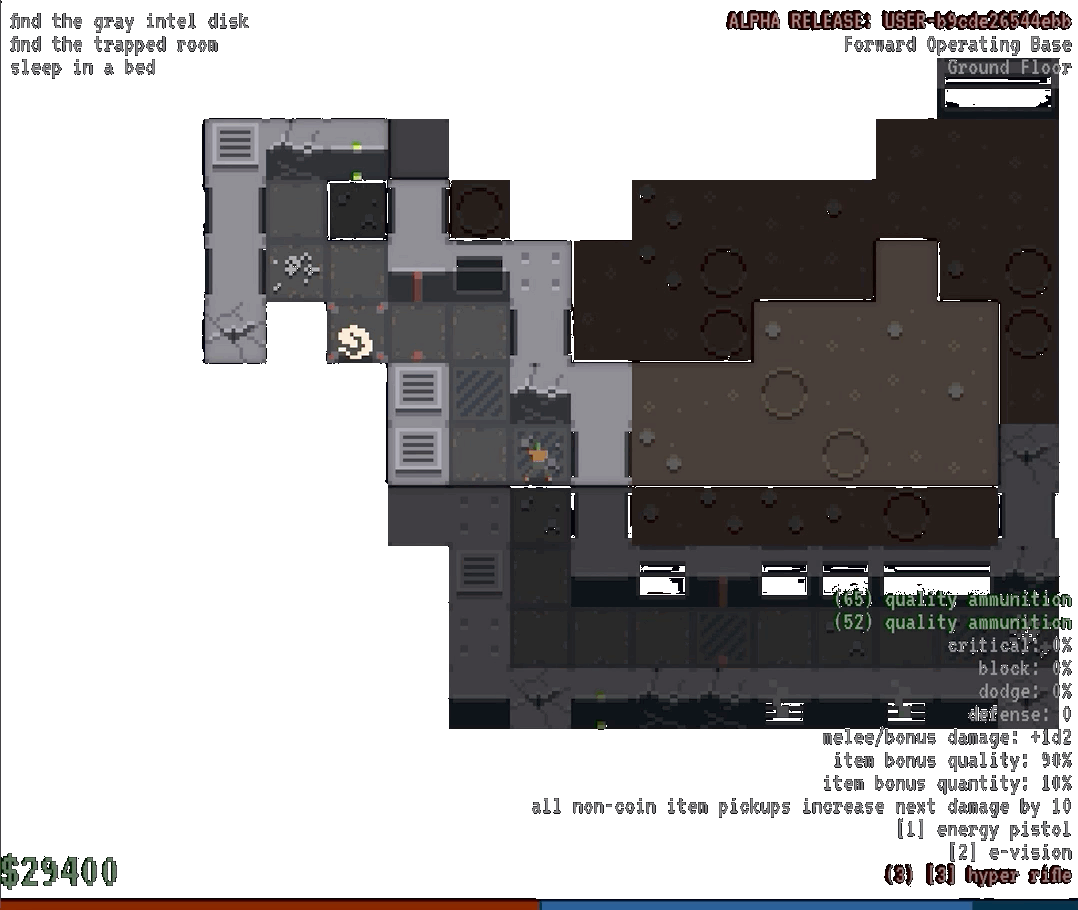 find the gray intel disk
find the trapped room
sleep in a bed
ALPHA RELEASE: USER-b9cde26544ebb
Forward Operating Base
Ground Floor
(65) quality ammunition
(52) quality ammunition
critical: 0%
block: 0%
dodge: 0%
defense: 0
melee/bonus damage: +1d2
item bonus quality: 90%
item bonus quantity: 10%
all non-coin item pickups increase next damage by 10
[1] energy pistol
[2] e-vision
(3) [3] hyper rifle
$29400